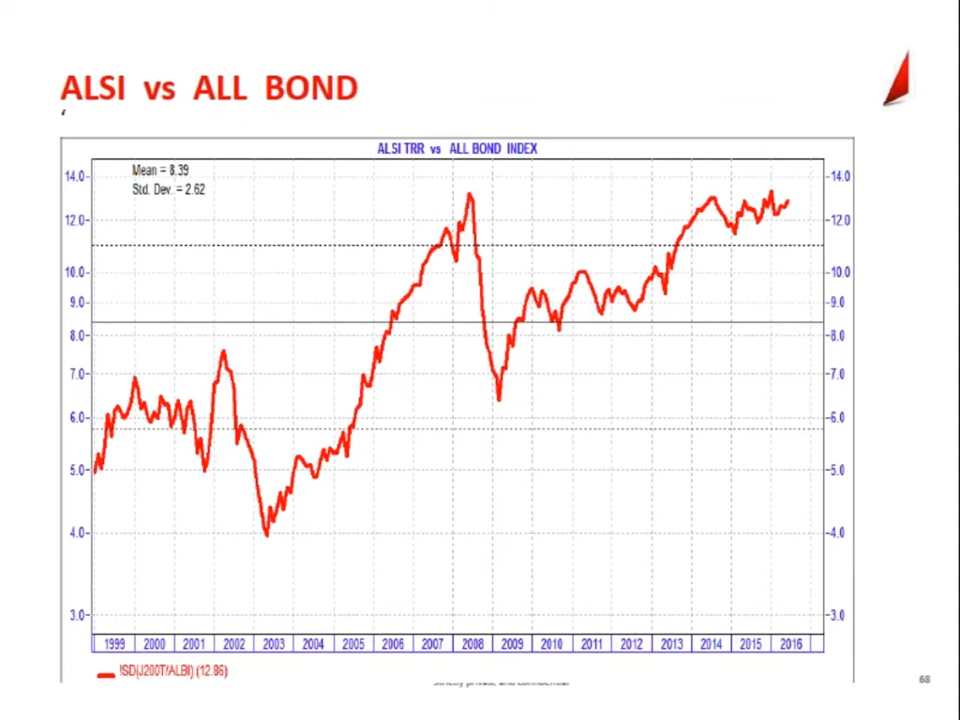 ALSI vs ALL BOND
‘
ALSI TRR vs ALL BOND INDEX
Mean = 8.39
Std. Dev. = 2.62
14.0 14.0
12.0 12.0
10.0 10.0
9.0 9.0
8.0 8.0
7.0 7.0
6.0 6.0
5.0 5.0
4.0 4.0
3.0 3.0
1999 2000 2001 2002 2003 2004 2005 2006 2007 2008 2009 2010 2011 2012 2013 2014 2015 2016
(J200T/ALBI) (12.86)
Strictly private and confidential
68